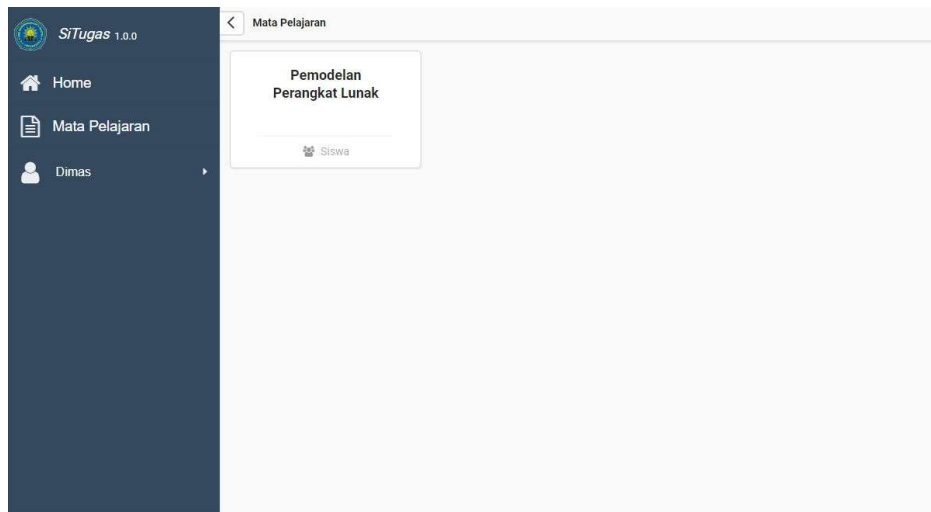 SiTugas 1.0.0
Home
Mata Pelajaran
Dimas
Mata Pelajaran
Pemodelan
Perangkat Lunak
Siswa